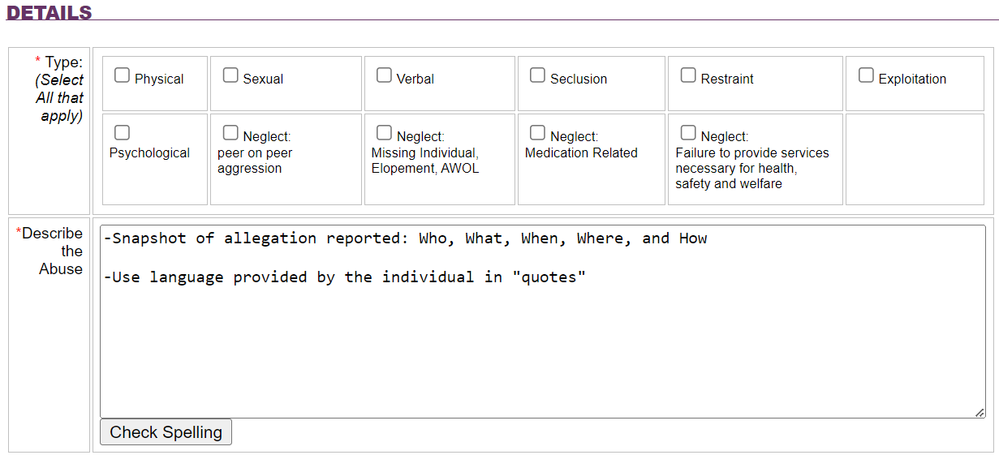 DETAILS
* Type:
(Select
All that
apply)
Physical
Sexual
Verbal
Seclusion
Restraint
Exploitation
Psychological
Neglect:
peer on peer
aggression
Neglect:
Missing Individual,
Elopement, AWOL
Neglect:
Medication Related
Neglect:
Failure to provide services
necessary for health,
safety and welfare
*Describe
the
Abuse
-Snapshot of allegation reported: Who, What, When, Where, and How
-Use language provided by the individual in "quotes"
Check Spelling